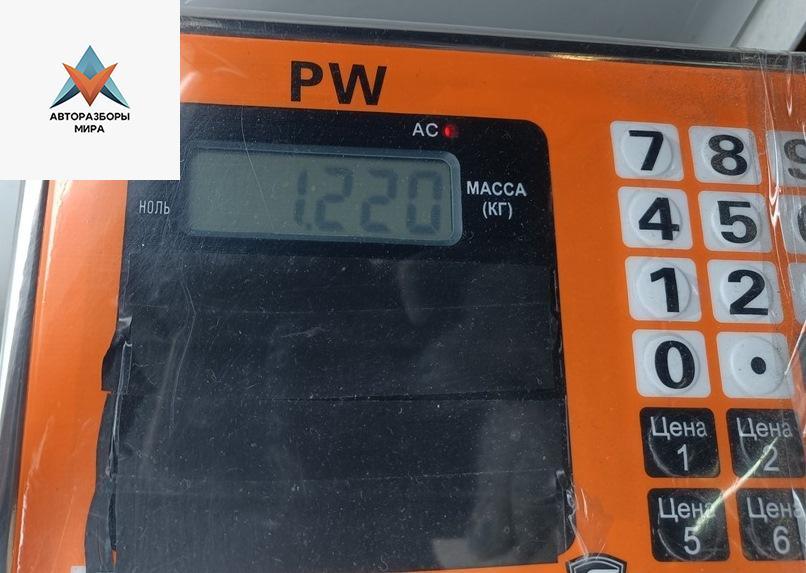 АВТОРАЗБОРЫ
МИРА
PW
AC
НОЛЬ
1.220
МАССА
(КГ)
7 8 9
4 5
1 2
0 .
Цена
1
Цена
2
Цена
5
Цена
6